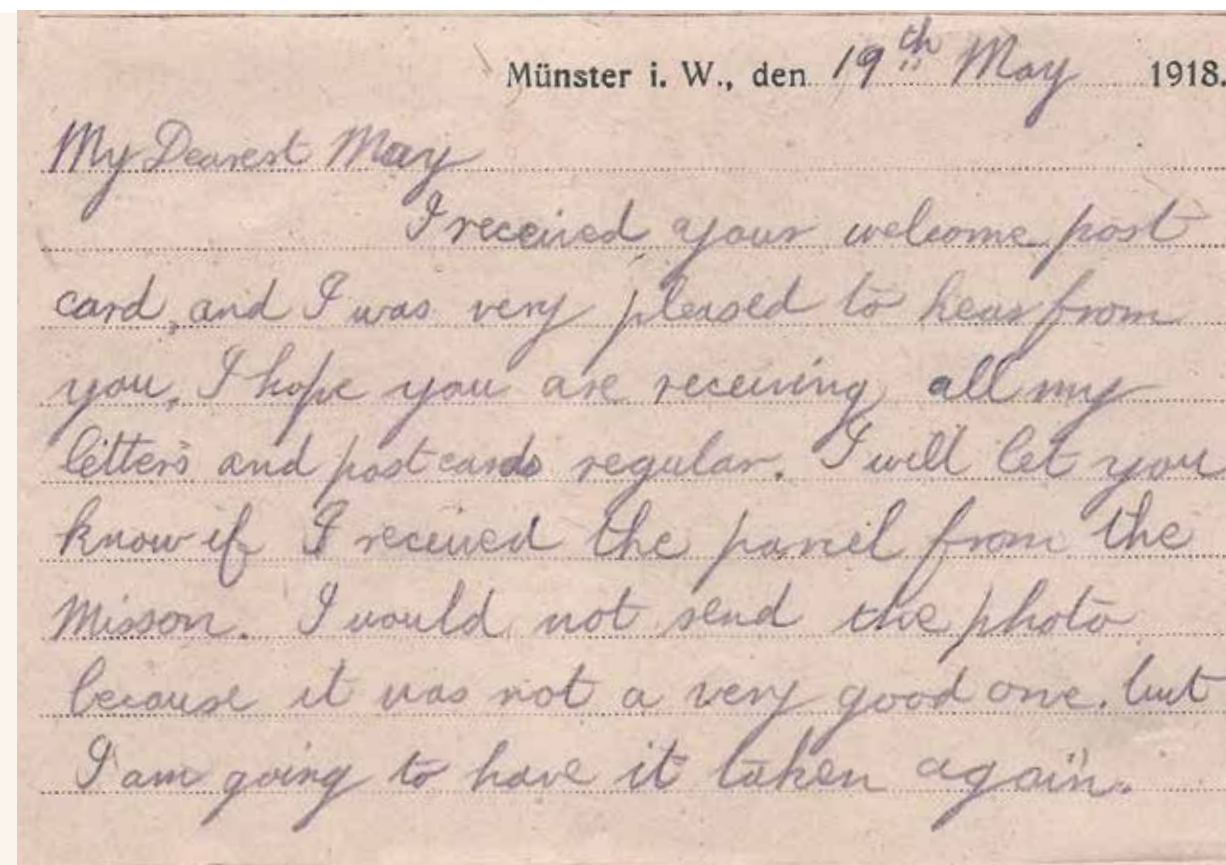 Münster i. W., den 19th May 1918.
My Dearest May
I received your welcome post
card, and I was very pleased to hear from
you, I hope you are receiving all my
letters and post cards regular. I will let you
know if I received the parcel from the
Misson. I would not send the photo
because it was not a very good one. but
I am going to have it taken again.